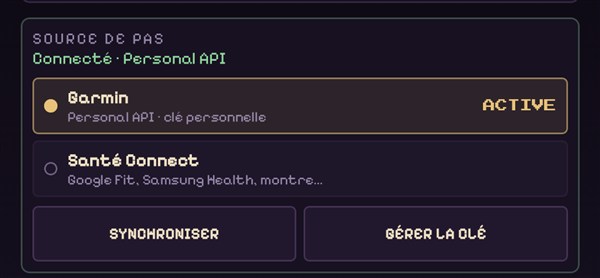 SOURCE DE PAS
Connecté · Personal API
Garmin
Personal API · clé personnelle
ACTIVE
Santé Connect
Google Fit, Samsung Health, montre...
SYNCHRONISER
GÉRER LA CLÉ